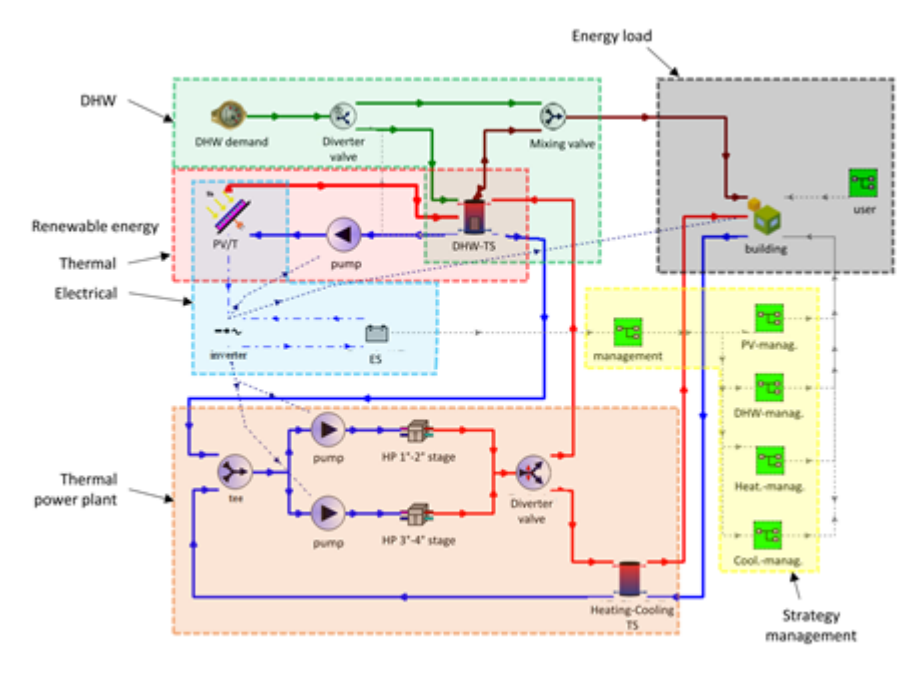 Energy load
DHW
DHW demand
Diverter
valve
Mixing valve
user
building
Renewable energy
Thermal
Electrical
PV/T
pump
DHW-TS
inverter
ES
management
PV-manag.
DHW-manag.
Heat.-manag.
Cool.-manag.
Thermal
power plant
tee
pump
HP 1°-2° stage
pump
HP 3°-4° stage
Diverter
valve
Heating-Cooling
TS
Strategy
management